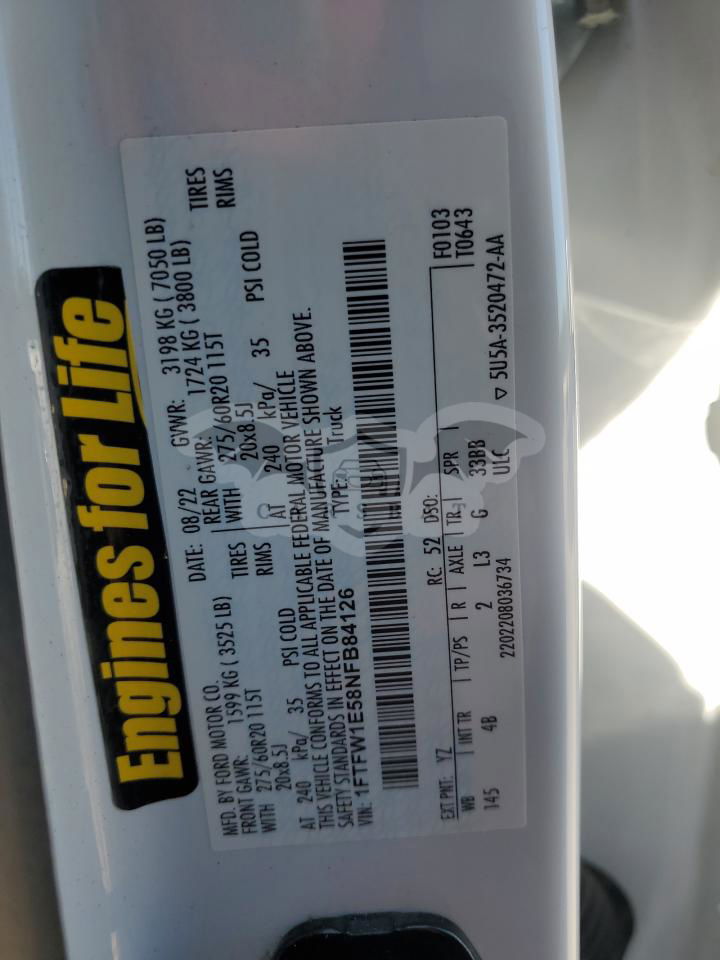 Engines for Life
MFD. BY FORD MOTOR CO.
DATE: 08/22 GVWR: 3198 KG ( 7050 LB)
FRONT GAWR: 1599 KG ( 3525 LB) REAR GAWR: 1724 KG ( 3800 LB)
WITH 275/60R20 115T TIRES WITH 275/60R20 115T TIRES
20x8.5J RIMS 20x8.5J RIMS
AT 240 kPa/ 35 PSI COLD AT 240 kPa/ 35 PSI COLD
THIS VEHICLE CONFORMS TO ALL APPLICABLE FEDERAL MOTOR VEHICLE
SAFETY STANDARDS IN EFFECT ON THE DATE OF MANUFACTURE SHOWN ABOVE.
VIN: 1FTFW1E58NFB84126 TYPE: Truck
F0103
T0643
EXT PNT: YZ RC: 52 DSO:
WB INT TR TP/PS R AXLE TR SPR
145 4B 2 L3 G 33BB
ULC
2202208036734 ▽ 5U5A-3520472-AA